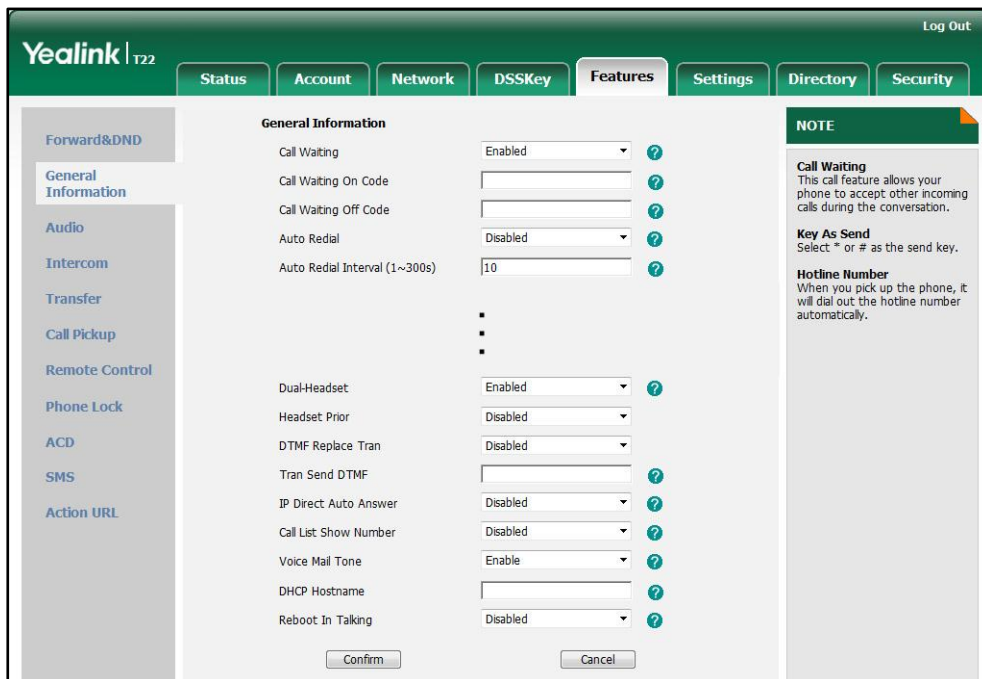 Log Out
Yealink T22
Status Account Network DSSKey Features Settings Directory Security
Forward&DND
General
Information
Audio
Intercom
Transfer
Call Pickup
Remote Control
Phone Lock
ACD
SMS
Action URL
General Information
Call Waiting Enabled ?
Call Waiting On Code ?
Call Waiting Off Code ?
Auto Redial Disabled ?
Auto Redial Interval (1~300s) 10 ?
Dual-Headset Enabled ?
Headset Prior Disabled
DTMF Replace Tran Disabled
Tran Send DTMF ?
IP Direct Auto Answer Disabled ?
Call List Show Number Disabled ?
Voice Mail Tone Enable ?
DHCP Hostname ?
Reboot In Talking Disabled ?
Confirm Cancel
NOTE
Call Waiting
This call feature allows your
phone to accept other incoming
calls during the conversation.
Key As Send
Select * or # as the send key.
Hotline Number
When you pick up the phone, it
will dial out the hotline number
automatically.